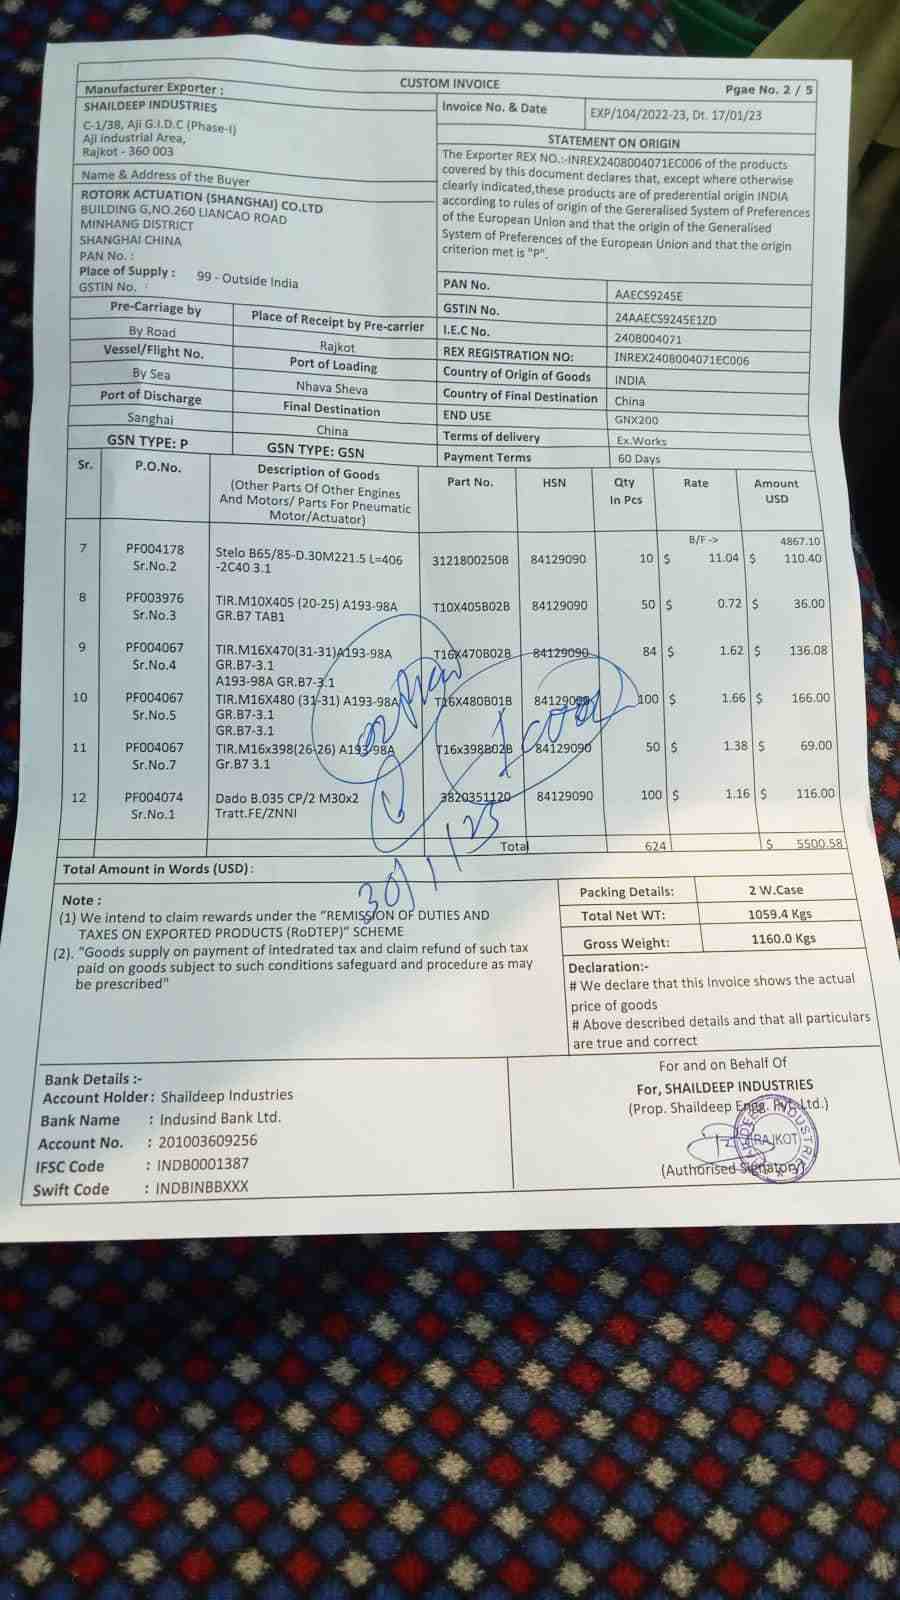 CUSTOM INVOICE
Pgae No. 2 / 5
Manufacturer Exporter :
SHAILDEEP INDUSTRIES
C-1/38, Aji G.I.D.C (Phase-I)
Aji industrial Area,
Rajkot - 360 003
Invoice No. & Date
EXP/104/2022-23, Dt. 17/01/23
STATEMENT ON ORIGIN
The Exporter REX NO.:-INREX2408004071EC006 of the products
covered by this document declares that, except where otherwise
clearly indicated,these products are of prederential origin INDIA
according to rules of origin of the Gereralised System of Preferences
of the European Union and that the origin of the Generalised
System of Preferences of the European Union and that the origin
criterion met is "P".
Name & Address of the Buyer
ROTORK ACTUATION (SHANGHAI) CO.LTD
BUILDING G,NO.260 LIANCAO ROAD
MINHANG DISTRICT
SHANGHAI CHINA
PAN No. :
Place of Supply : 99 - Outside India
GSTIN No. :
PAN No. AAECS9245E
GSTIN No. 24AAECS9245E1ZD
I.E.C No. 2408004071
REX REGISTRATION NO: INREX2408004071EC006
Country of Origin of Goods INDIA
Country of Final Destination China
END USE GNX200
Terms of delivery Ex.Works
Payment Terms 60 Days
Pre-Carriage by Place of Receipt by Pre-carrier
By Road Rajkot
Vessel/Flight No. Port of Loading
By Sea Nhava Sheva
Port of Discharge Final Destination
Sanghai China
GSN TYPE: P GSN TYPE: GSN
Sr. P.O.No. Description of Goods Part No. HSN Qty Rate Amount
(Other Parts Of Other Engines In Pcs USD
And Motors/ Parts For Pneumatic
Motor/Actuator)
B/F -> 4867.10
7 PF004178 Stelo B65/85-D.30M221.5 L=406 3121800250B 84129090 10 $ 11.04 $ 110.40
Sr.No.2 -2C40 3.1
8 PF003976 TIR.M10X405 (20-25) A193-98A T10X405B02B 84129090 50 $ 0.72 $ 36.00
Sr.No.3 GR.B7 TAB1
9 PF004067 TIR.M16X470(31-31)A193-98A T16X470B02B 84129090 84 $ 1.62 $ 136.08
Sr.No.4 GR.B7-3.1
A193-98A GR.B7-3.1
10 PF004067 TIR.M16X480 (31-31) A193-98A T16X480B01B 84129090 100 $ 1.66 $ 166.00
Sr.No.5 GR.B7-3.1
GR.B7-3.1
11 PF004067 TIR.M16x398(26-26) A193-98A T16x398B02B 84129090 50 $ 1.38 $ 69.00
Sr.No.7 Gr.B7 3.1
12 PF004074 Dado B.035 CP/2 M30x2 3820351120 84129090 100 $ 1.16 $ 116.00
Sr.No.1 Tratt.FE/ZNNI
Total 624 $ 5500.58
Total Amount in Words (USD):
30/1/23
Note :
(1) We intend to claim rewards under the "REMISSION OF DUTIES AND
TAXES ON EXPORTED PRODUCTS (RoDTEP)" SCHEME
(2). "Goods supply on payment of intedrated tax and claim refund of such tax
paid on goods subject to such conditions safeguard and procedure as may
be prescribed"
Packing Details: 2 W.Case
Total Net WT: 1059.4 Kgs
Gross Weight: 1160.0 Kgs
Declaration:-
# We declare that this Invoice shows the actual
price of goods
# Above described details and that all particulars
are true and correct
Bank Details :-
Account Holder: Shaildeep Industries
Bank Name : Indusind Bank Ltd.
Account No. : 201003609256
IFSC Code : INDB0001387
Swift Code : INDBINBBXXX
For and on Behalf Of
For, SHAILDEEP INDUSTRIES
(Prop. Shaildeep Engg. Pvt. Ltd.)
RAJKOT
(Authorised Signatory)